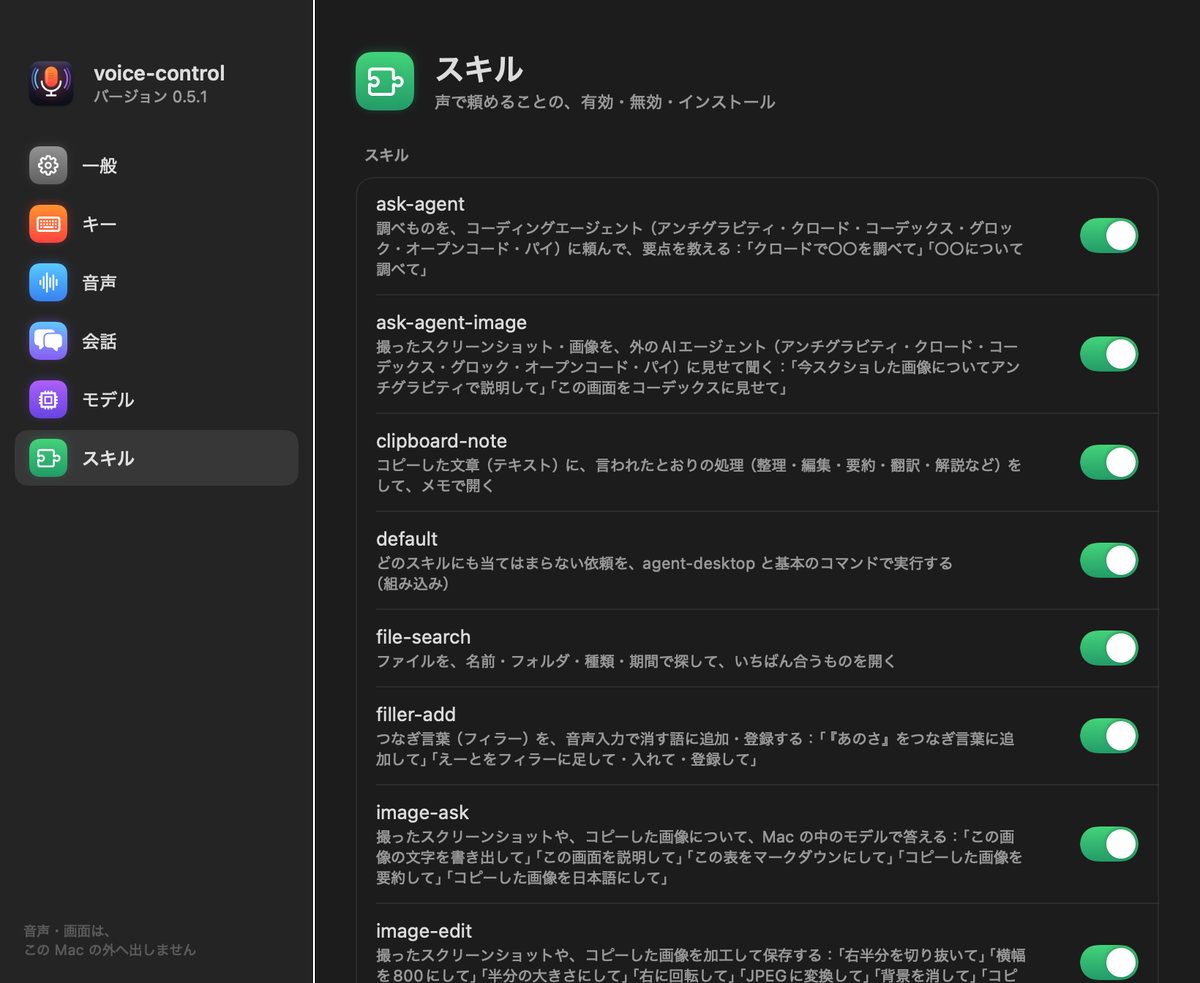 voice-control
バージョン 0.5.1
一般
キー
音声
会話
モデル
スキル
音声・画面は、
この Mac の外へ出しません
スキル
声で頼めることの、有効・無効・インストール
スキル
ask-agent
調べものを、コーディングエージェント（アンチグラビティ・クロード・コーデックス・グロッ
ク・オープンコード・パイ）に頼んで、要点を教える：「クロードで〇〇を調べて」「〇〇について
調べて」
ask-agent-image
撮ったスクリーンショット・画像を、外のAIエージェント（アンチグラビティ・クロード・コー
デックス・グロック・オープンコード・パイ）に見せて聞く：「今スクショした画像についてアン
チグラビティで説明して」「この画面をコーデックスに見せて」
clipboard-note
コピーした文章（テキスト）に、言われたとおりの処理（整理・編集・要約・翻訳・解説など）を
して、メモで開く
default
どのスキルにも当てはまらない依頼を、agent-desktop と基本のコマンドで実行する
（組み込み）
file-search
ファイルを、名前・フォルダ・種類・期間で探して、いちばん合うものを開く
filler-add
つなぎ言葉（フィラー）を、音声入力で消す語に追加・登録する：「『あのさ』をつなぎ言葉に追
加して」「えーとをフィラーに足して・入れて・登録して」
image-ask
撮ったスクリーンショットや、コピーした画像について、Mac の中のモデルで答える：「この画
像の文字を書き出して」「この画面を説明して」「この表をマークダウンにして」「コピーした画像を
要約して」「コピーした画像を日本語にして」
image-edit
撮ったスクリーンショットや、コピーした画像を加工して保存する：「右半分を切り抜いて」「横幅
を800にして」「半分の大きさにして」「右に回転して」「JPEGに変換して」「背景を消して」「コピ